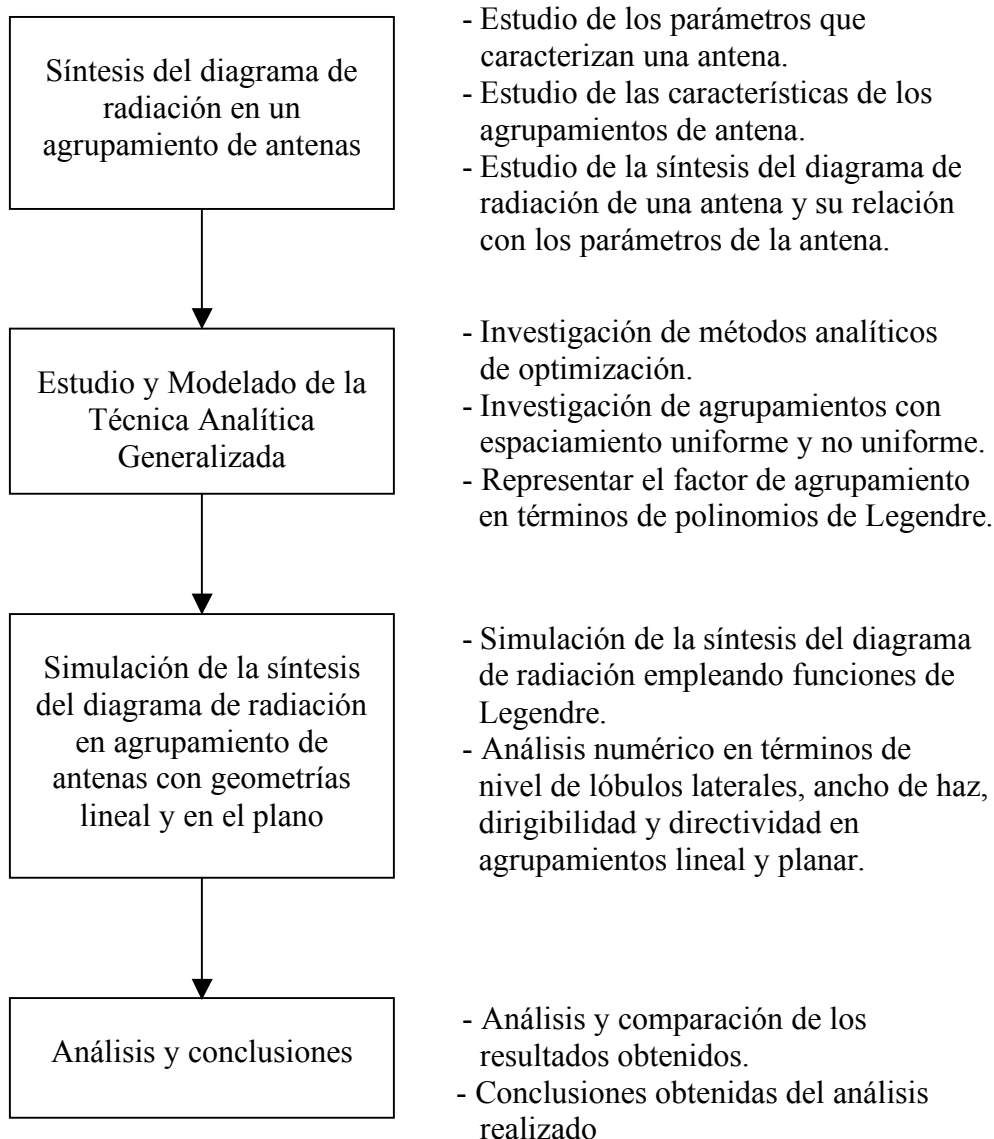 Síntesis del diagrama de
radiación en un
agrupamiento de antenas
- Estudio de los parámetros que
caracterizan una antena.
- Estudio de las características de los
agrupamientos de antena.
- Estudio de la síntesis del diagrama de
radiación de una antena y su relación
con los parámetros de la antena.
Estudio y Modelado de la
Técnica Analítica
Generalizada
- Investigación de métodos analíticos
de optimización.
- Investigación de agrupamientos con
espaciamiento uniforme y no uniforme.
- Representar el factor de agrupamiento
en términos de polinomios de Legendre.
Simulación de la síntesis
del diagrama de radiación
en agrupamiento de
antenas con geometrías
lineal y en el plano
- Simulación de la síntesis del diagrama
de radiación empleando funciones de
Legendre.
- Análisis numérico en términos de
nivel de lóbulos laterales, ancho de haz,
dirigibilidad y directividad en
agrupamientos lineal y planar.
Análisis y conclusiones
- Análisis y comparación de los
resultados obtenidos.
- Conclusiones obtenidas del análisis
realizado